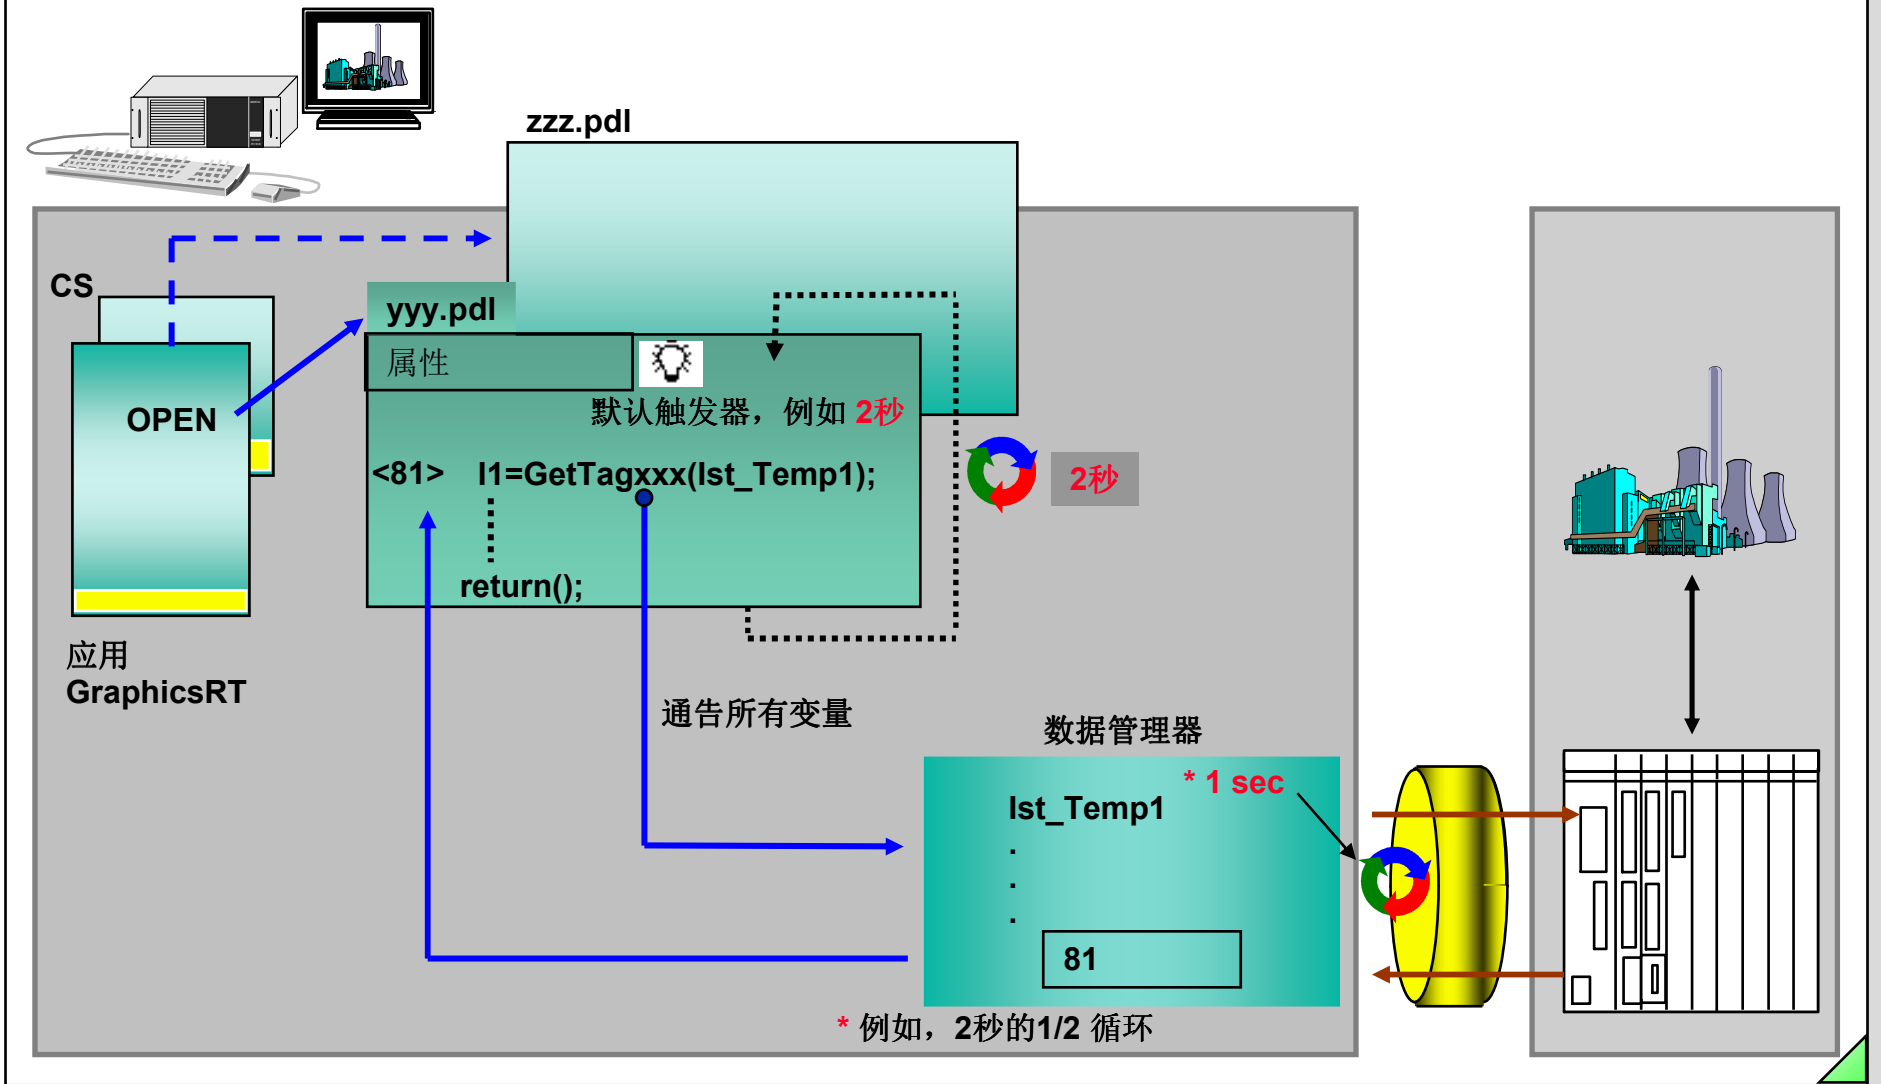 zzz.pdl
CS
yyy.pdl
属性
OPEN
默认触发器，例如 2秒
<81> I1=GetTagxxx(Ist_Temp1);
2秒
return();
应用
GraphicsRT
通告所有变量
数据管理器
* 1 sec
Ist_Temp1
.
.
.
81
* 例如，2秒的1/2 循环